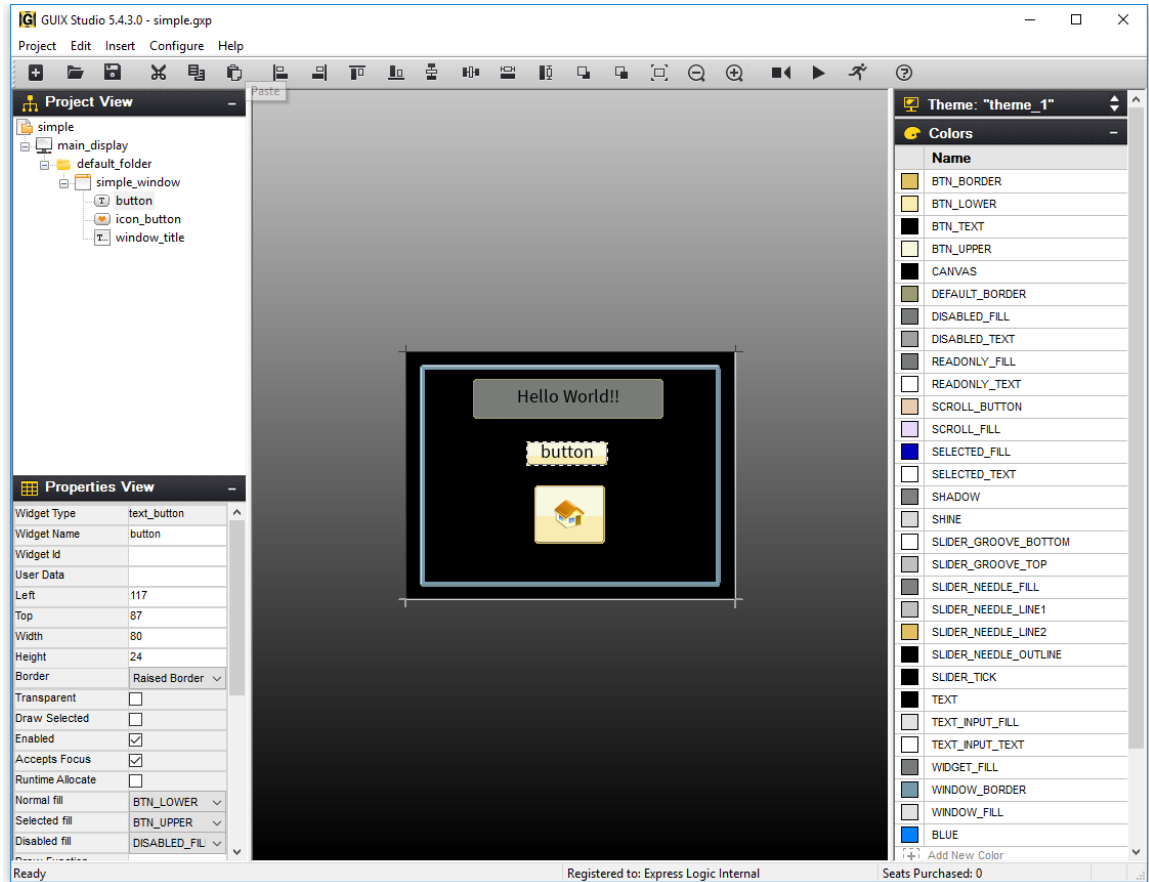 GUIX Studio 5.4.3.0 - simple.gxp
Project Edit Insert Configure Help
Paste
Project View
simple
main_display
default_folder
simple_window
button
icon_button
window_title
Properties View
Widget Type text_button
Widget Name button
Widget Id
User Data
Left 117
Top 87
Width 80
Height 24
Border Raised Border
Transparent
Draw Selected
Enabled
Accepts Focus
Runtime Allocate
Normal fill BTN_LOWER
Selected fill BTN_UPPER
Disabled fill DISABLED_FIL
Hello World!!
button
Theme: "theme_1"
Colors
Name
BTN_BORDER
BTN_LOWER
BTN_TEXT
BTN_UPPER
CANVAS
DEFAULT_BORDER
DISABLED_FILL
DISABLED_TEXT
READONLY_FILL
READONLY_TEXT
SCROLL_BUTTON
SCROLL_FILL
SELECTED_FILL
SELECTED_TEXT
SHADOW
SHINE
SLIDER_GROOVE_BOTTOM
SLIDER_GROOVE_TOP
SLIDER_NEEDLE_FILL
SLIDER_NEEDLE_LINE1
SLIDER_NEEDLE_LINE2
SLIDER_NEEDLE_OUTLINE
SLIDER_TICK
TEXT
TEXT_INPUT_FILL
TEXT_INPUT_TEXT
WIDGET_FILL
WINDOW_BORDER
WINDOW_FILL
BLUE
Add New Color
Ready Registered to: Express Logic Internal Seats Purchased: 0